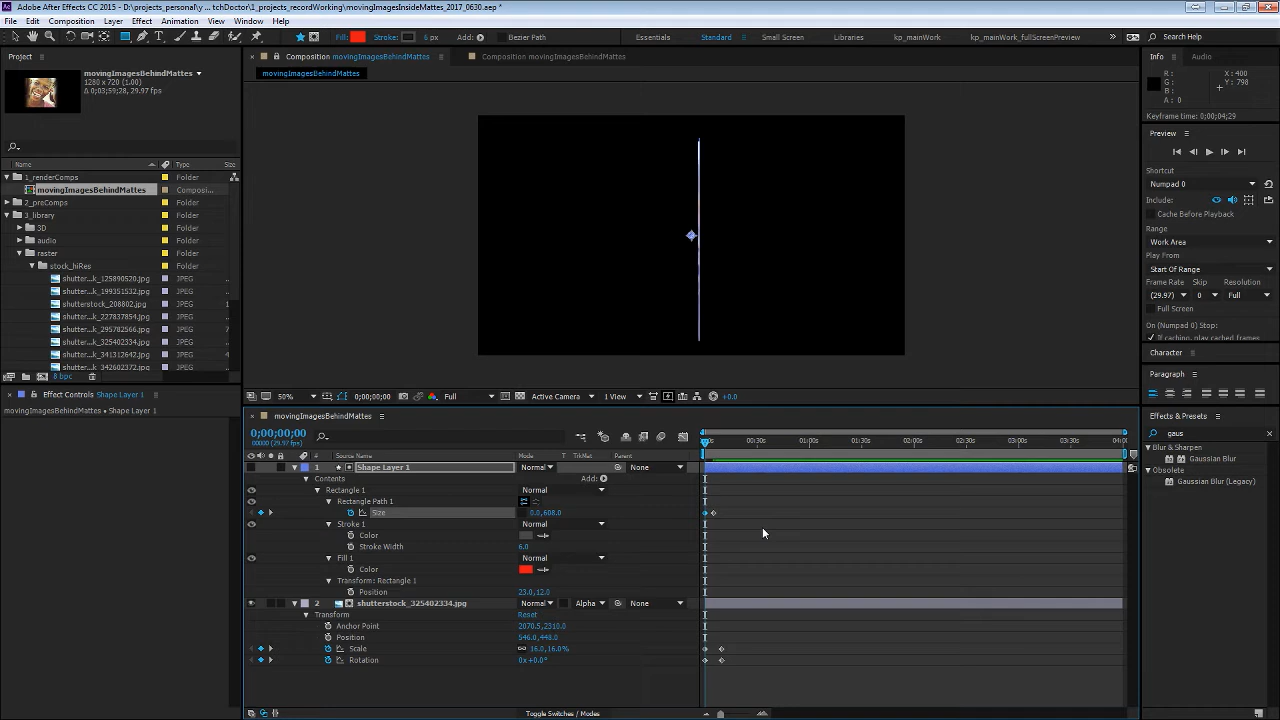 Adobe After Effects CC 2015 - D:\projects_personal\y ... tchDoctor\1_projects_recordWorking\movingImagesInsideMattes_2017_0630.aep *
File Edit Composition Layer Effect Animation View Window Help
Fill: Stroke: 6 px Add: Bezier Path Essentials Standard Small Screen Libraries kp_mainWork kp_mainWork_fullScreenPreview Search Help
Project
movingImagesBehindMattes
1280 x 720 (1.00)
Δ 0;03;59;28, 29.97 fps
Name Type Size
1_renderComps Folder
movingImagesBehindMattes Composi...
2_preComps Folder
3_library Folder
3D Folder
audio Folder
raster Folder
stock_hiRes Folder
shutter...k_125890520.jpg JPEG
shutter...k_199351532.jpg JPEG
shutterstock_208802.jpg JPEG 1
shutter...k_227837854.jpg JPEG
shutter...k_295782566.jpg JPEG 7
shutter...k_325402334.jpg JPEG
shutter...k_341312642.jpg JPEG 4
shutter...k_342602372.jpg JPEG
8 bpc
Effect Controls Shape Layer 1
movingImagesBehindMattes • Shape Layer 1
Composition movingImagesBehindMattes Composition movingImagesBehindMattes
movingImagesBehindMattes
50% 0;00;00;00 Full Active Camera 1 View +0.0
Info Audio
R : X : 400
G : Y : 798
B :
A : 0
Keyframe time: 0;00;04;29
Preview
Shortcut
Numpad 0
Include:
Cache Before Playback
Range
Work Area
Play From
Start Of Range
Frame Rate Skip Resolution
(29.97) 0 Full
Full Screen
On (Numpad 0) Stop:
If caching, play cached frames
Character
Paragraph
Effects & Presets
gaus
Blur & Sharpen
Gaussian Blur
Obsolete
Gaussian Blur (Legacy)
movingImagesBehindMattes
0;00;00;00
00000 (29.97 fps)
00:30s 01:00s 01:30s 02:00s 02:30s 03:00s 03:30s
# Source Name Mode T TrkMat Parent
1 Shape Layer 1 Normal None
Contents Add:
Rectangle 1 Normal
Rectangle Path 1
Size 0.0,608.0
Stroke 1 Normal
Color
Stroke Width 6.0
Fill 1 Normal
Color
Transform: Rectangle 1
Position 23.0,12.0
2 shutterstock_325402334.jpg Normal Alpha None
Transform Reset
Anchor Point 2070.5,2310.0
Position 546.0,448.0
Scale 16.0,16.0%
Rotation 0x+0.0°
Toggle Switches / Modes